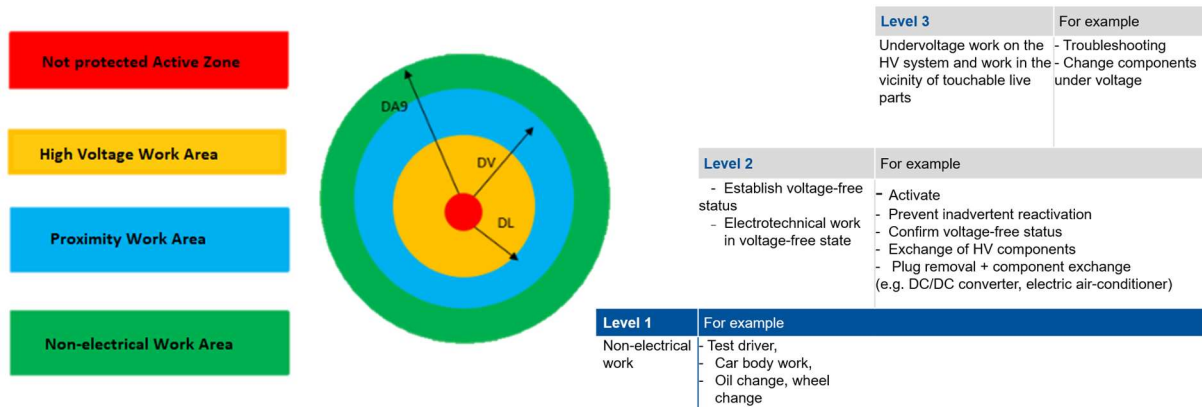 Not protected Active Zone
High Voltage Work Area
Proximity Work Area
Non-electrical Work Area
DA9
DV
DL
Level 3
For example
Undervoltage work on the
HV system and work in the
vicinity of touchable live
parts
- Troubleshooting
- Change components
under voltage
Level 2
For example
- Establish voltage-free
status
- Electrotechnical work
in voltage-free state
- Activate
- Prevent inadvertent reactivation
- Confirm voltage-free status
- Exchange of HV components
- Plug removal + component exchange
(e.g. DC/DC converter, electric air-conditioner)
Level 1
For example
Non-electrical
work
- Test driver,
- Car body work,
- Oil change, wheel
change